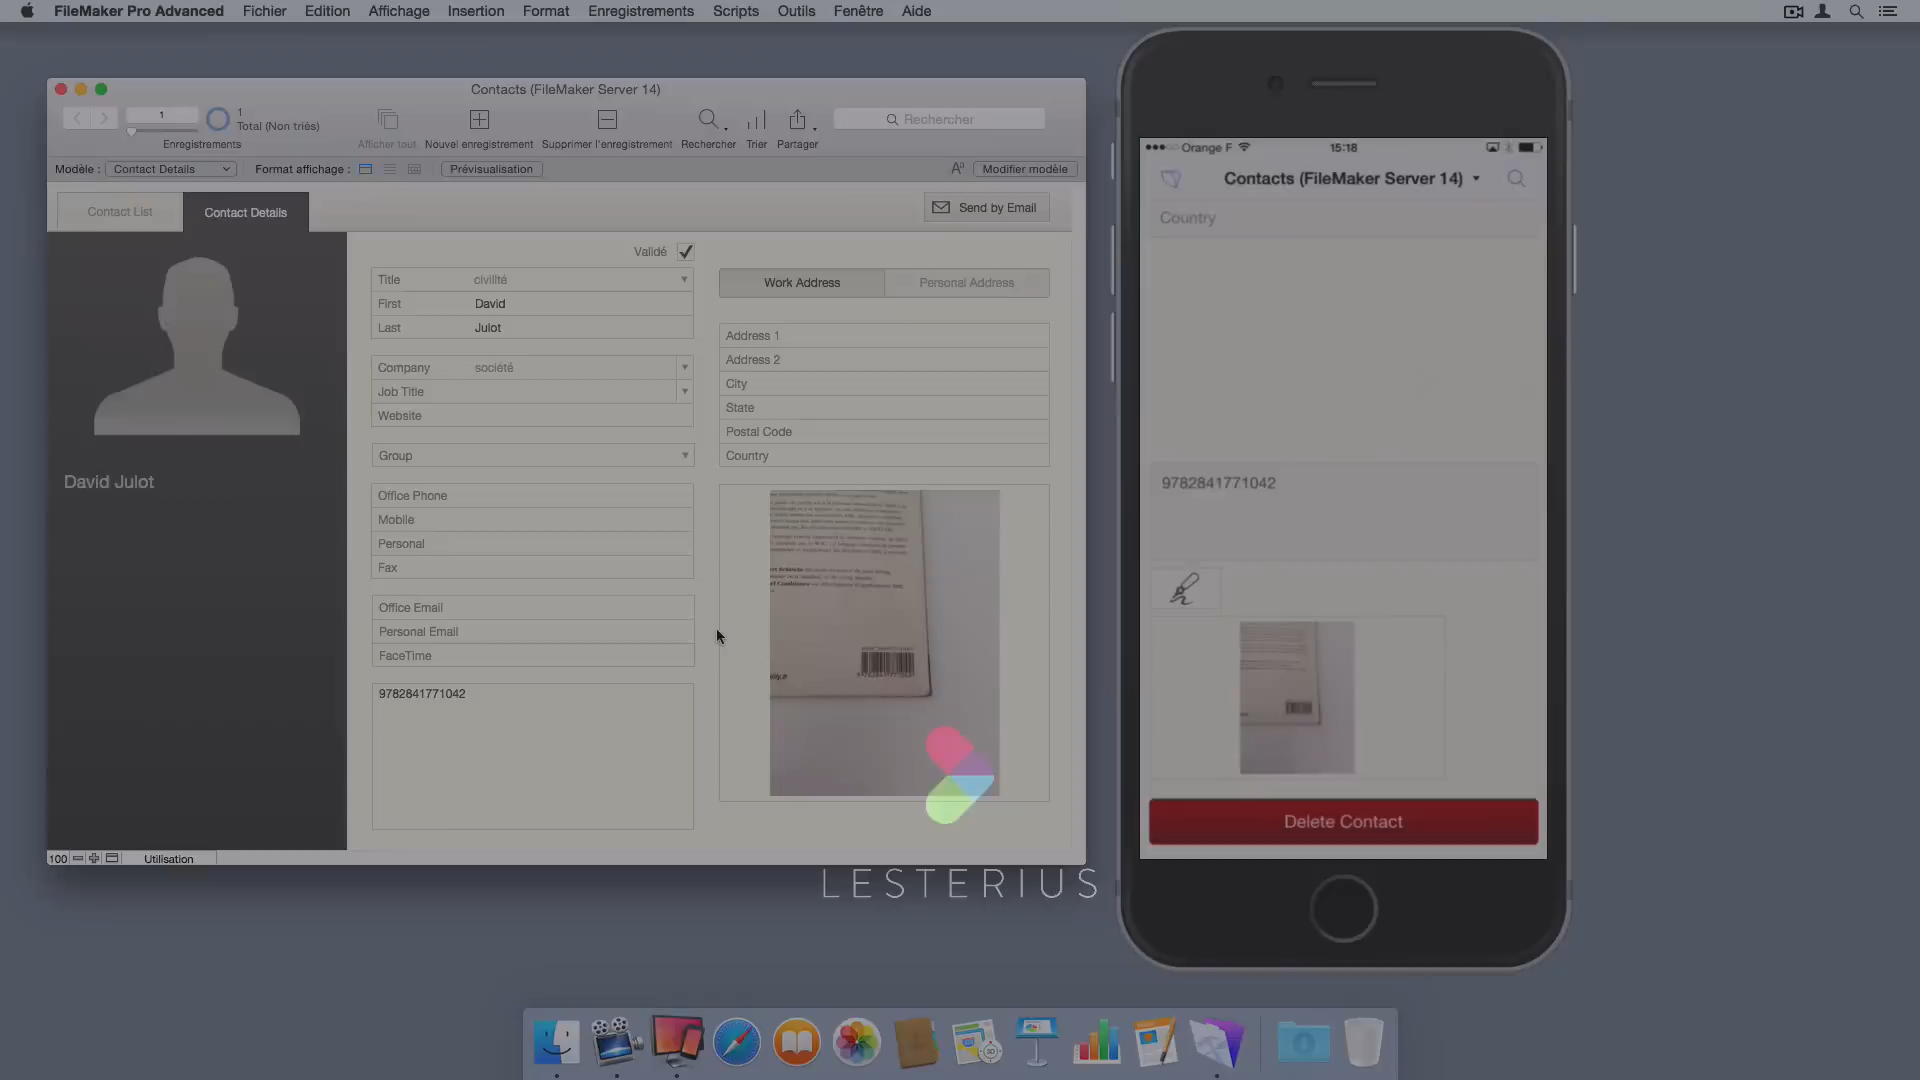 FileMaker Pro Advanced Fichier Edition Affichage Insertion Format Enregistrements Scripts Outils Fenêtre Aide
Contacts (FileMaker Server 14)
1
1
Total (Non triés)
Enregistrements
Afficher tout
Nouvel enregistrement
Supprimer l'enregistrement
Rechercher
Trier
Partager
Rechercher
Modèle : Contact Details
Format affichage :
Prévisualisation
Modifier modèle
Contact List
Contact Details
Send by Email
David Julot
Validé
Title civilité
First David
Last Julot
Company société
Job Title
Website
Group
Office Phone
Mobile
Personal
Fax
Office Email
Personal Email
FaceTime
9782841771042
Work Address
Personal Address
Address 1
Address 2
City
State
Postal Code
Country
100
Utilisation
LESTERIUS
Orange F 15:18
Contacts (FileMaker Server 14)
Country
9782841771042
Delete Contact